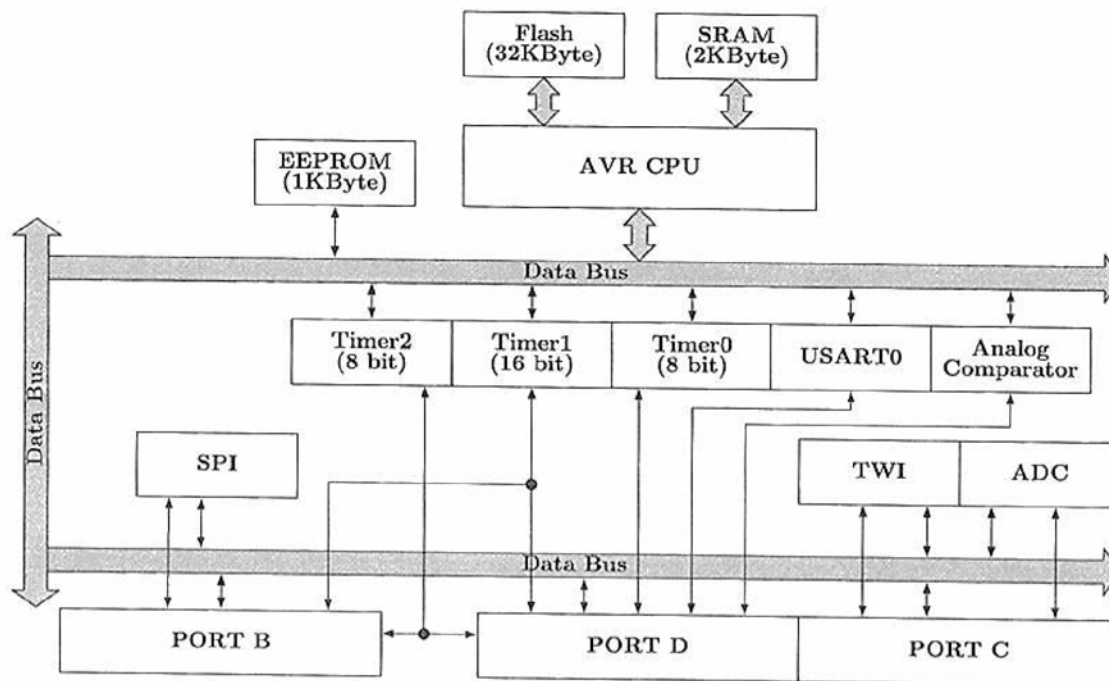 Flash
(32KByte)
SRAM
(2KByte)
EEPROM
(1KByte)
AVR CPU
Data Bus
Data Bus
Timer2
(8 bit)
Timer1
(16 bit)
Timer0
(8 bit)
USART0
Analog
Comparator
SPI
TWI
ADC
Data Bus
PORT B
PORT D
PORT C